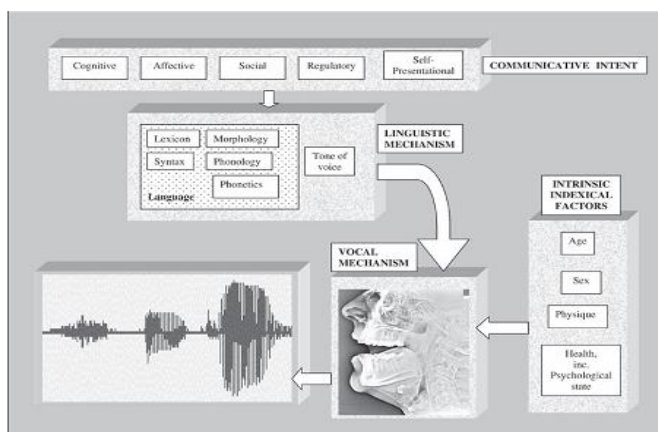 Cognitive
Affective
Social
Regulatory
Self-
Presentational
COMMUNICATIVE INTENT
Lexicon
Morphology
Syntax
Phonology
Phonetics
Language
Tone of
voice
LINGUISTIC
MECHANISM
INTRINSIC
INDEXICAL
FACTORS
Age
Sex
Physique
Health,
inc.
Psychological
state
VOCAL
MECHANISM